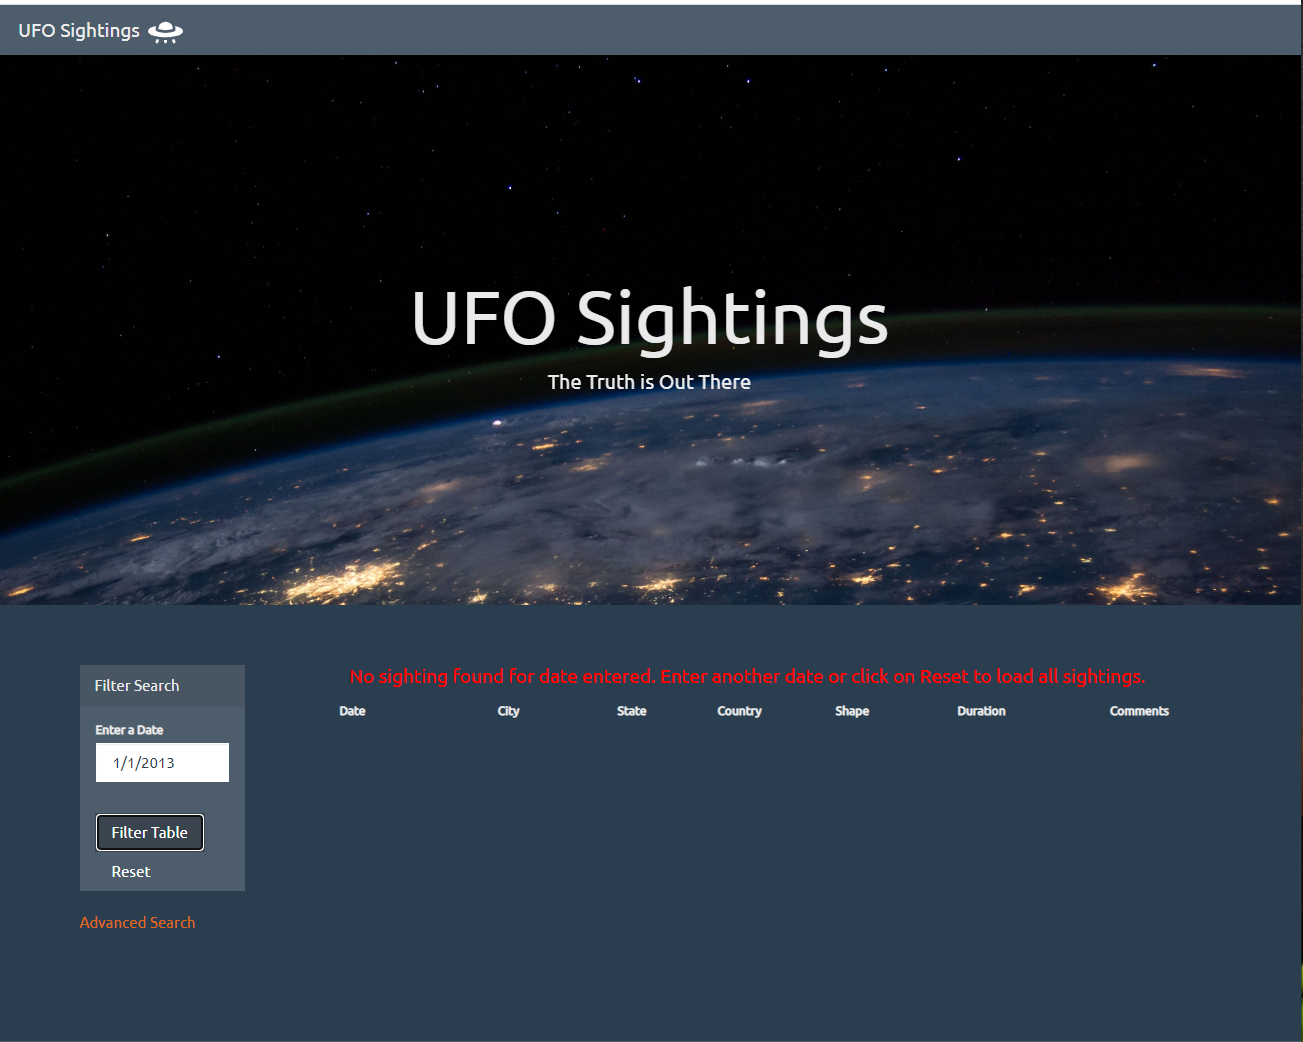 UFO Sightings
UFO Sightings
The Truth is Out There
Filter Search
Enter a Date
1/1/2013
Filter Table
Reset
Advanced Search
No sighting found for date entered. Enter another date or click on Reset to load all sightings.
Date City State Country Shape Duration Comments